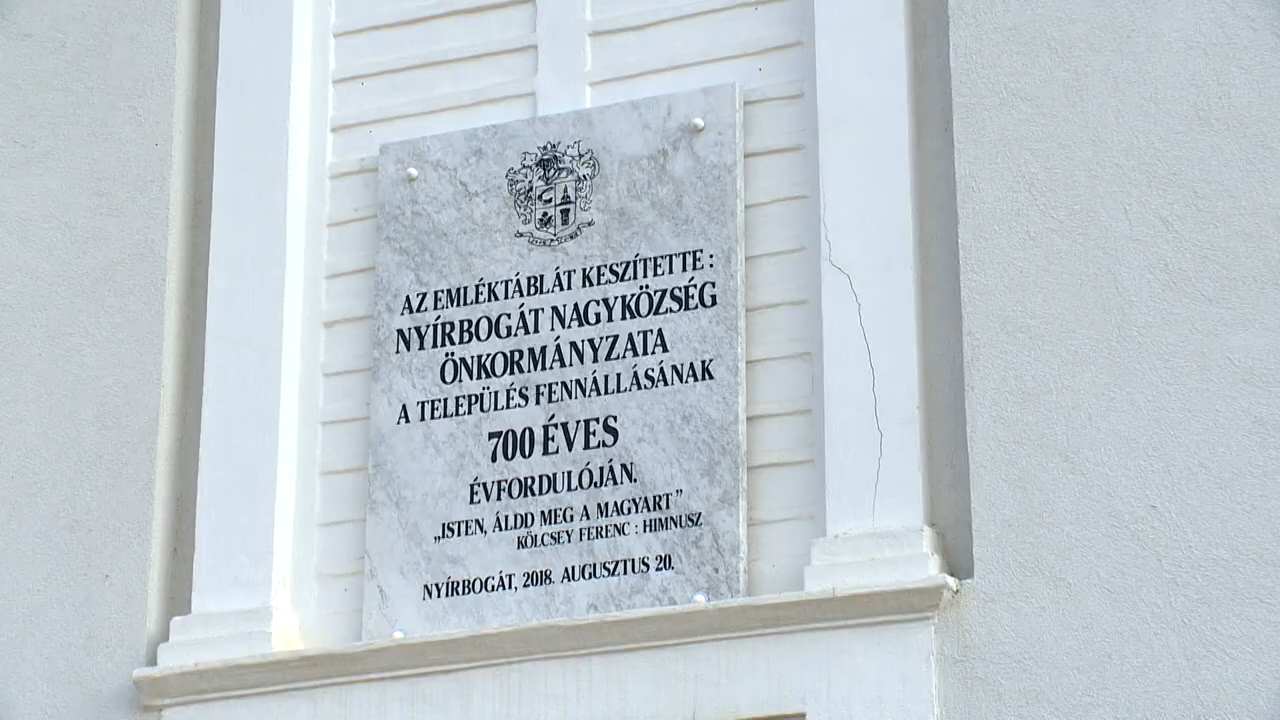 AZ EMLÉKTÁBLÁT KESZÍTETTE:
NYÍRBOGÁT NAGYKÖZSÉG
ÖNKORMÁNYZATA
A TELEPÜLÉS FENNÁLLÁSÁNAK
700 ÉVES
ÉVFORDULÓJÁN.
„ISTEN, ÁLDD MEG A MAGYART”
KÖLCSEY FERENC: HIMNUSZ
NYÍRBOGÁT, 2018. AUGUSZTUS 20.